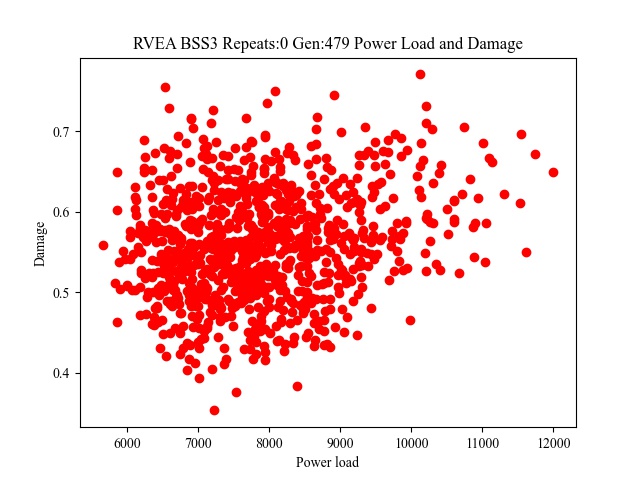 RVEA BSS3 Repeats:0 Gen:479 Power Load and Damage
Damage
0.7
0.6
0.5
0.4
6000 7000 8000 9000 10000 11000 12000
Power load